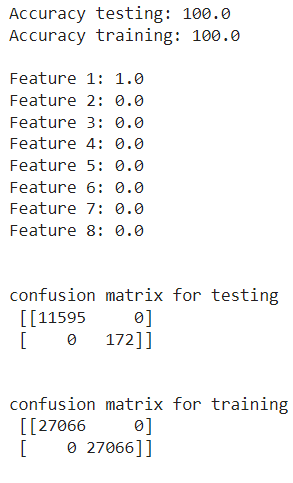 Accuracy testing: 100.0
Accuracy training: 100.0
Feature 1: 1.0
Feature 2: 0.0
Feature 3: 0.0
Feature 4: 0.0
Feature 5: 0.0
Feature 6: 0.0
Feature 7: 0.0
Feature 8: 0.0
confusion matrix for testing
[[11595     0]
[    0   172]]
confusion matrix for training
[[27066     0]
[    0 27066]]